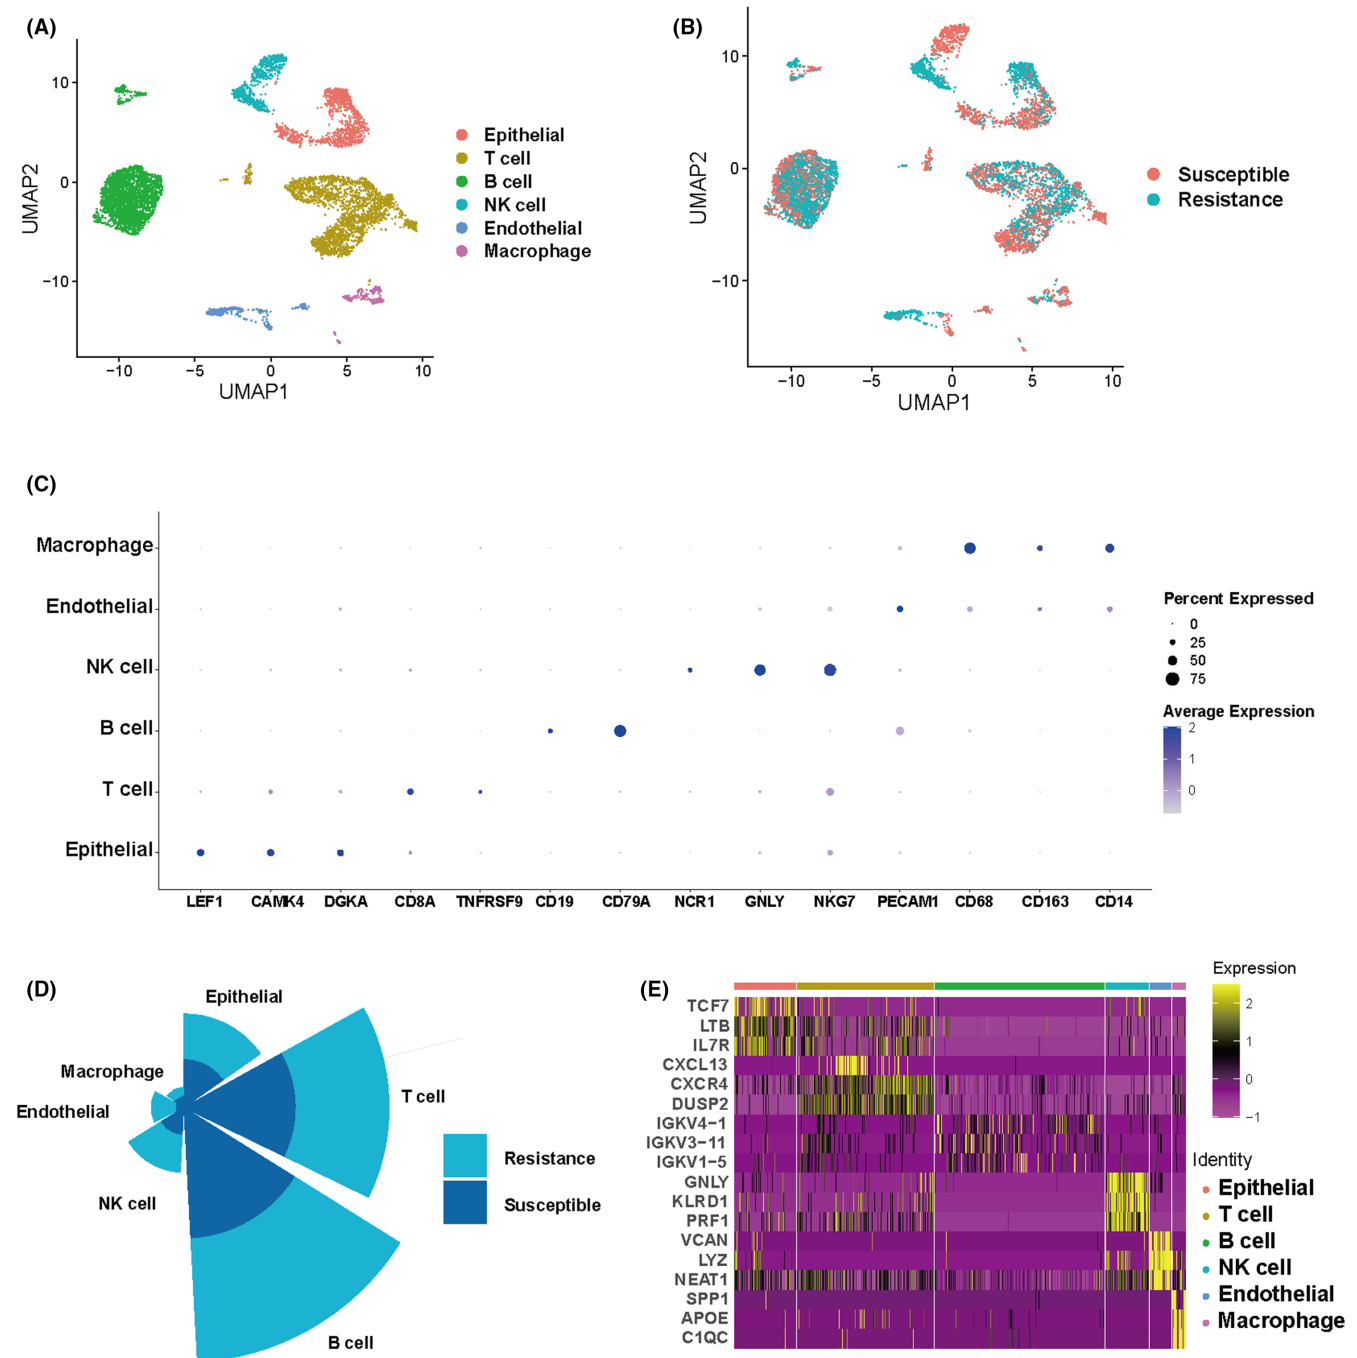 (A)
UMAP2
10
0
−10
−10
−5
0
5
10
UMAP1
Epithelial
T cell
B cell
NK cell
Endothelial
Macrophage
(B)
UMAP2
10
0
−10
−10
−5
0
5
10
UMAP1
Susceptible
Resistance
(C)
Macrophage
Endothelial
NK cell
B cell
T cell
Epithelial
LEF1 CAMK4 DGKA CD8A TNFRSF9 CD19 CD79A NCR1 GNLY NKG7 PECAM1 CD68 CD163 CD14
Percent Expressed
0
25
50
75
Average Expression
2
1
0
(D)
Epithelial
Macrophage
Endothelial
T cell
NK cell
B cell
Resistance
Susceptible
(E)
TCF7
LTB
IL7R
CXCL13
CXCR4
DUSP2
IGKV4−1
IGKV3−11
IGKV1−5
GNLY
KLRD1
PRF1
VCAN
LYZ
NEAT1
SPP1
APOE
C1QC
Expression
2
1
0
−1
Identity
Epithelial
T cell
B cell
NK cell
Endothelial
Macrophage